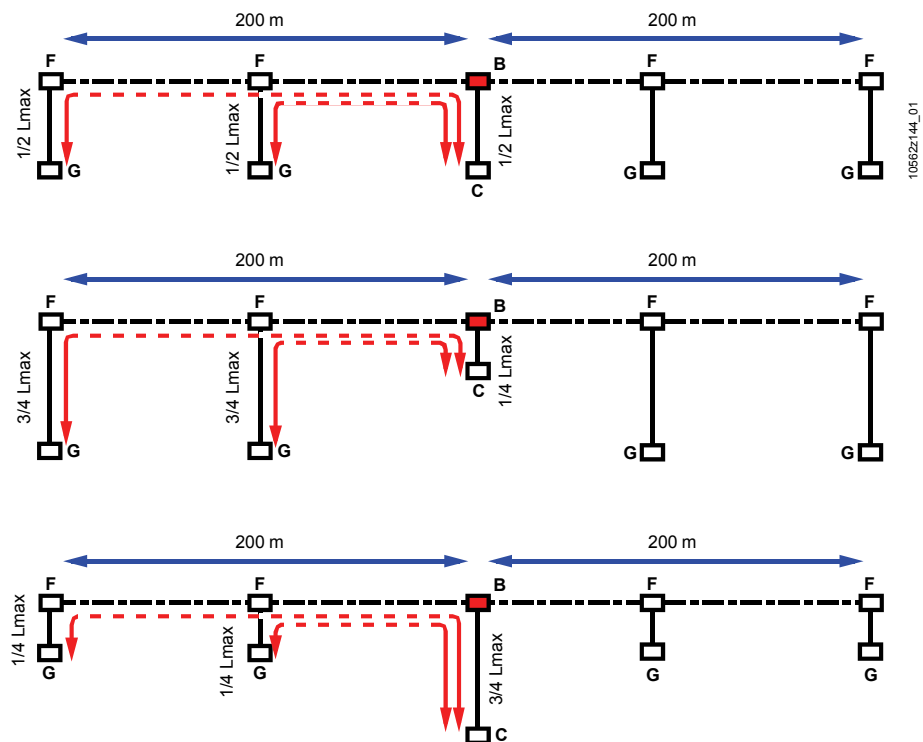 200 m 200 m
F F B F F
1/2 Lmax 1/2 Lmax 1/2 Lmax
G G C G G
10562z144_01
200 m 200 m
F F B F F
3/4 Lmax 3/4 Lmax 1/4 Lmax
C
G G G G
200 m 200 m
F F B F F
1/4 Lmax 1/4 Lmax 3/4 Lmax
G G G G
C